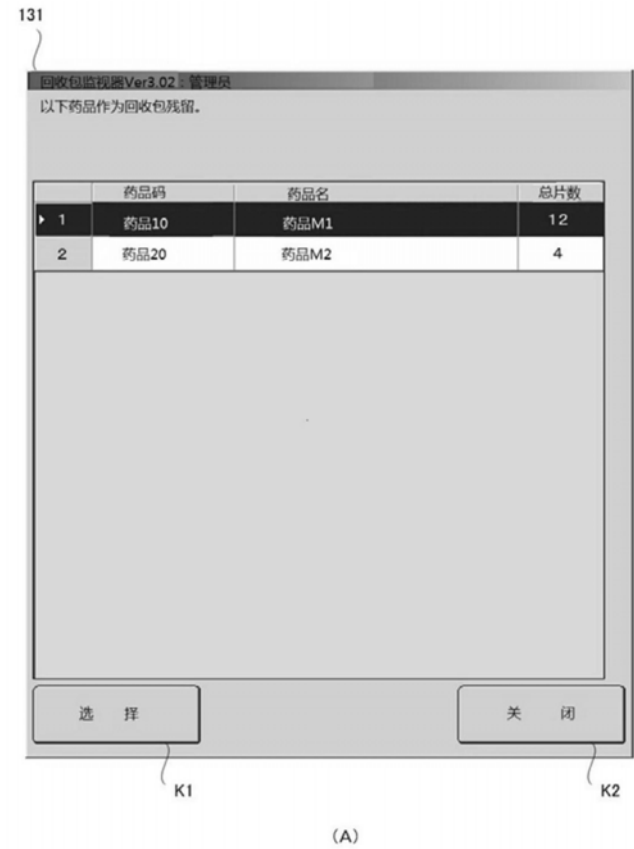 131
回收包监视器Ver3.02：管理员
以下药品作为回收包残留。
药品码 药品名 总片数
1 药品10 药品M1 12
2 药品20 药品M2 4
选 择 关 闭
K1 K2
(A)